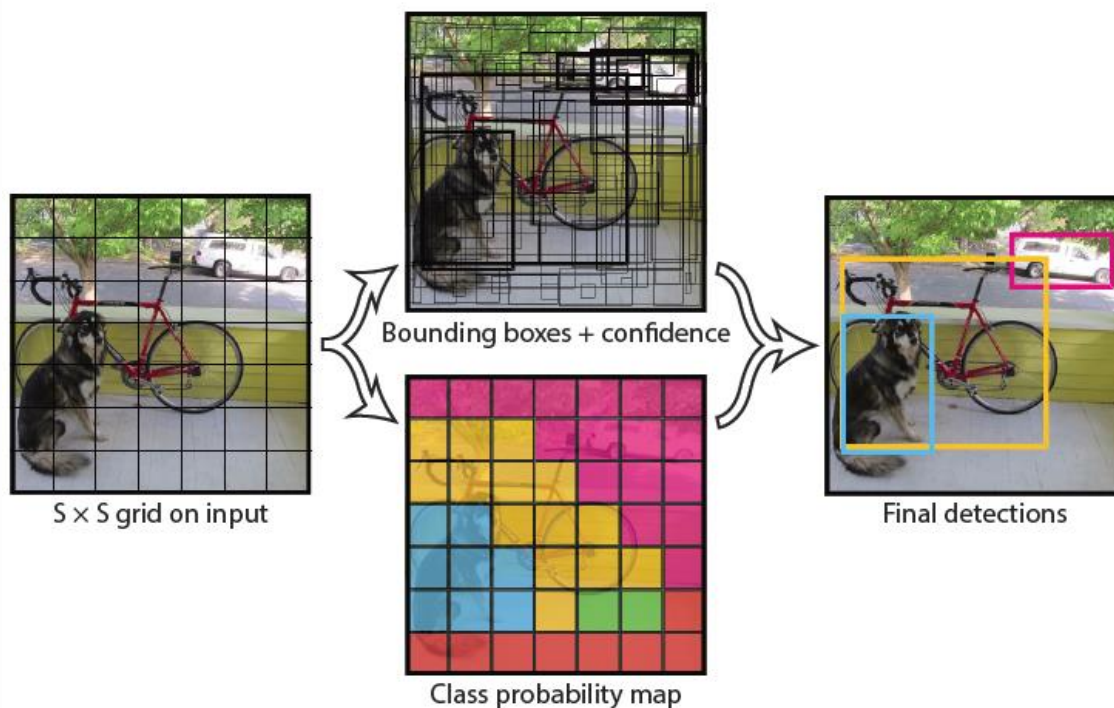 S × S grid on input
Bounding boxes + confidence
Class probability map
Final detections